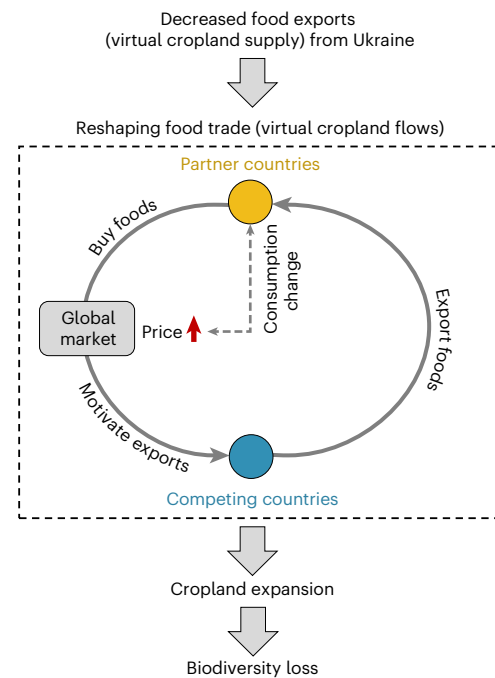 Decreased food exports
(virtual cropland supply) from Ukraine
Reshaping food trade (virtual cropland flows)
Partner countries
Buy foods
Consumption
change
Global
market
Price
Export foods
Motivate exports
Competing countries
Cropland expansion
Biodiversity loss